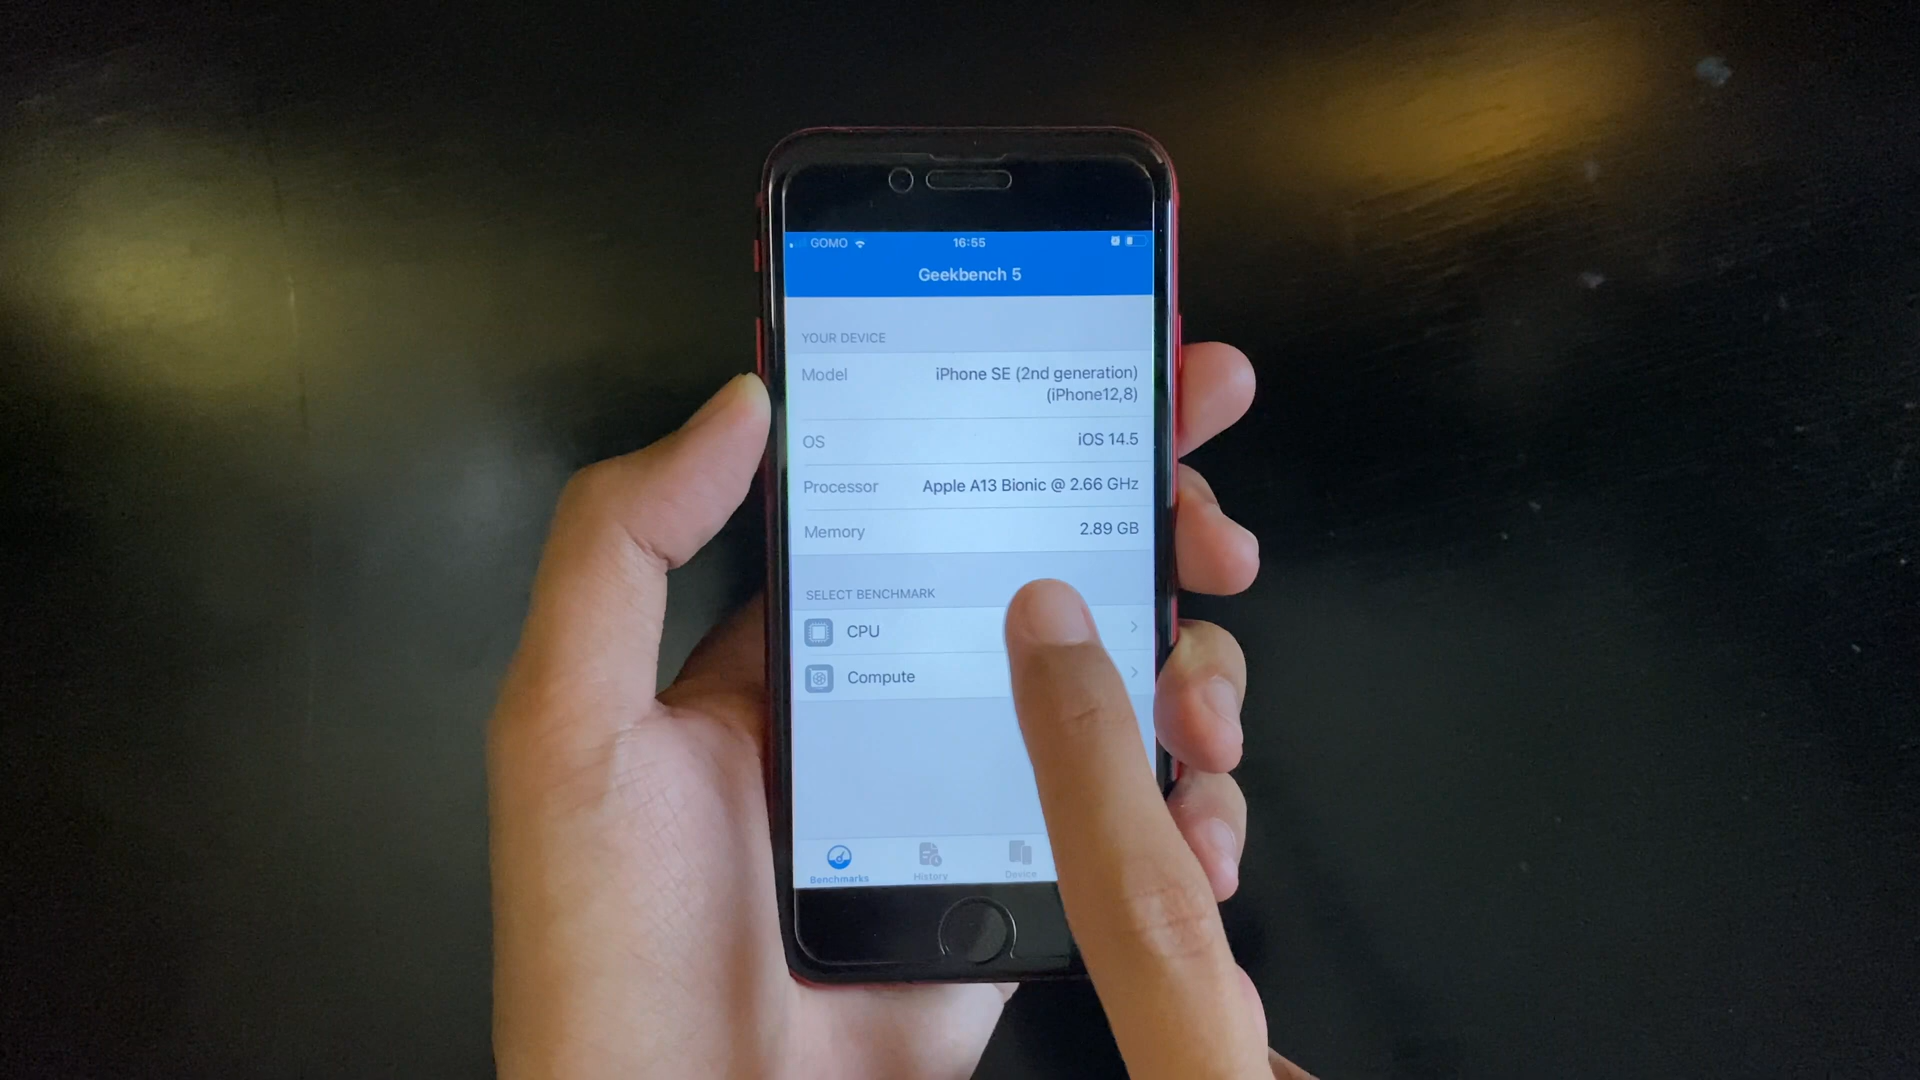 GOMO 16:55
Geekbench 5
YOUR DEVICE
Model iPhone SE (2nd generation)
(iPhone12,8)
OS iOS 14.5
Processor Apple A13 Bionic @ 2.66 GHz
Memory 2.89 GB
SELECT BENCHMARK
CPU
Compute
Benchmarks History Device